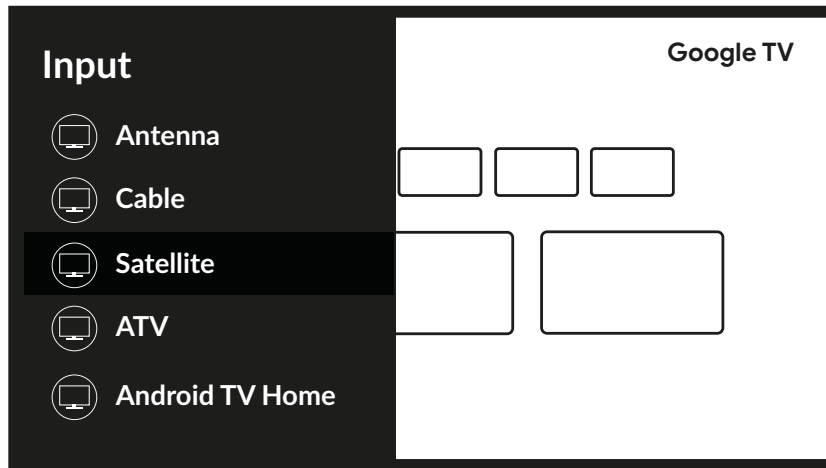 Input
Google TV
Antenna
Cable
Satellite
ATV
Android TV Home